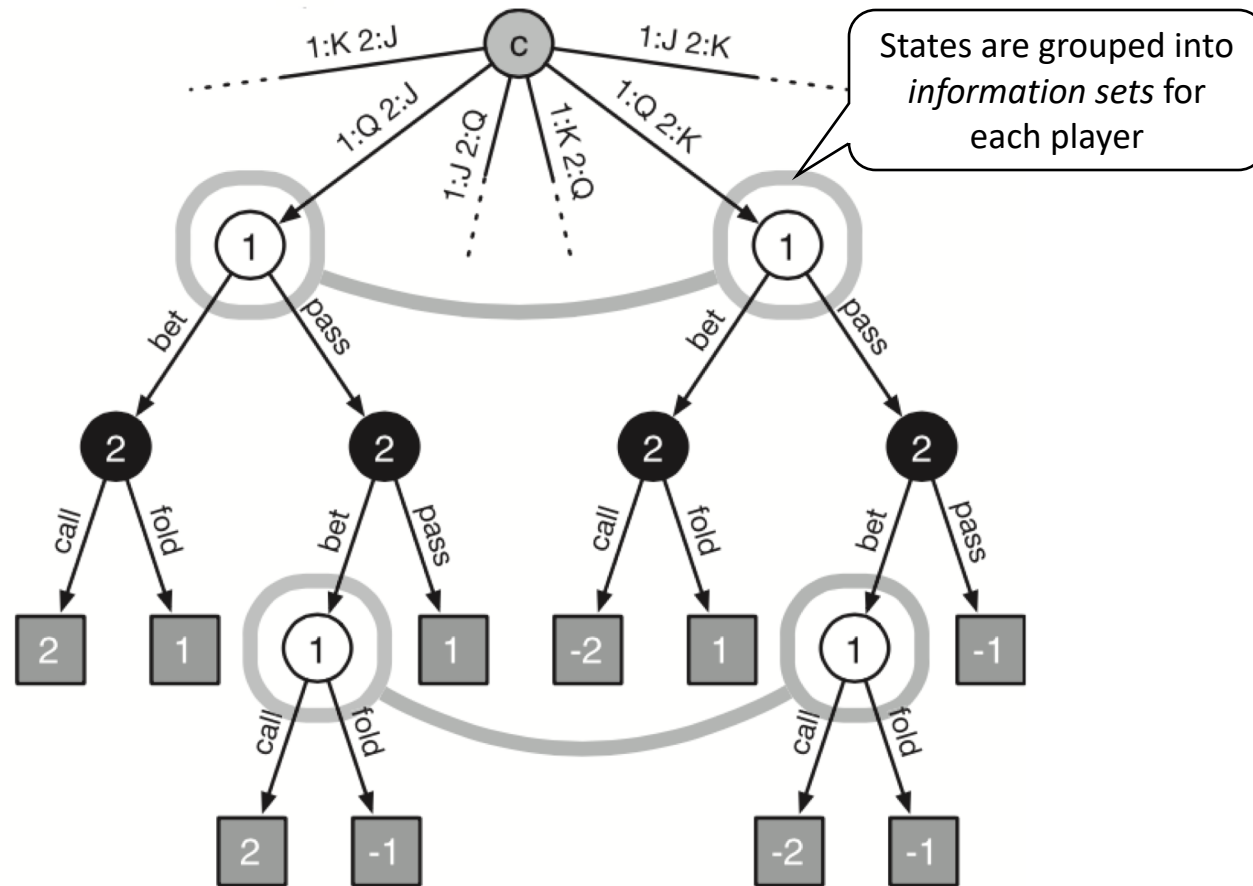 c
1:K 2:J
1:J 2:K
1:Q 2:J
1:J 2:Q
1:K 2:Q
1:Q 2:K
States are grouped into
information sets for
each player
1
1
bet
pass
bet
pass
2
2
2
2
call
fold
bet
pass
call
fold
bet
pass
2
1
1
1
-2
1
1
-1
call
fold
call
fold
2
-1
-2
-1